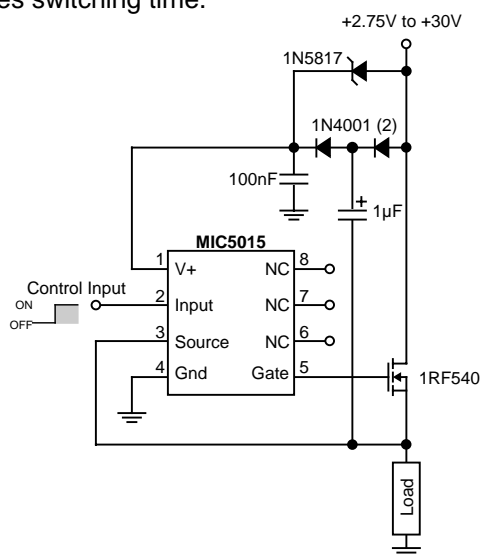 es switching time.
+2.75V to +30V
1N5817
1N4001 (2)
100nF
+
1µF
MIC5015
1 V+ NC 8
Control Input
ON
OFF
2 Input NC 7
3 Source NC 6
4 Gnd Gate 5
1RF540
Load